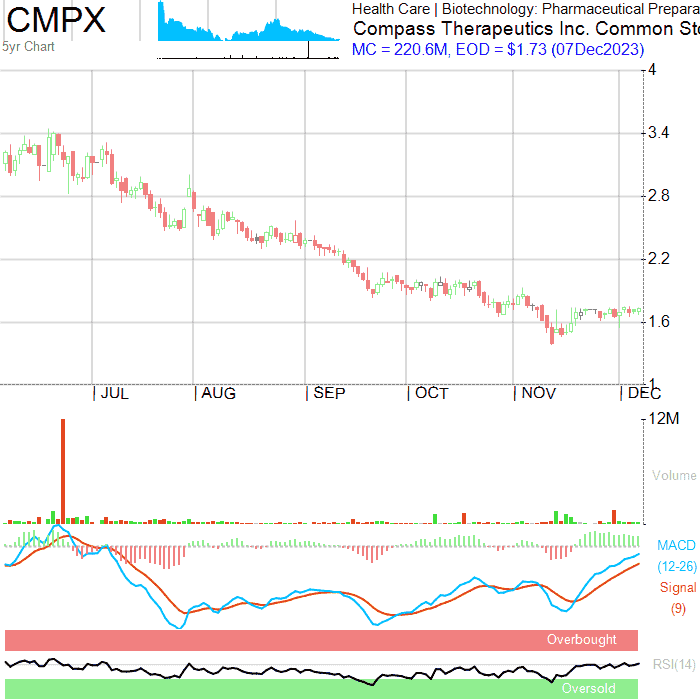 CMPX
5yr Chart
Health Care | Biotechnology: Pharmaceutical Prepara
Compass Therapeutics Inc. Common Sto
MC = 220.6M, EOD = $1.73 (07Dec2023)
4
3.4
2.8
2.2
1.6
1
JUL
AUG
SEP
OCT
NOV
DEC
12M
Volume
MACD
(12-26)
Signal
(9)
Overbought
RSI(14)
Oversold